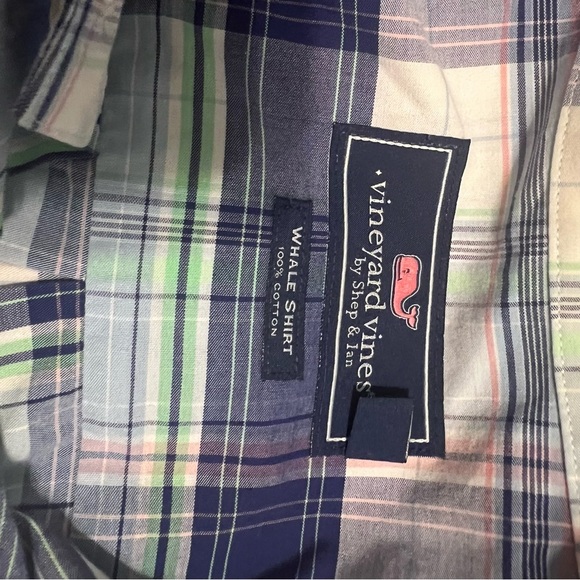 · vineyard vines
by Shep & Ian
WHALE SHIRT
100% COTTON